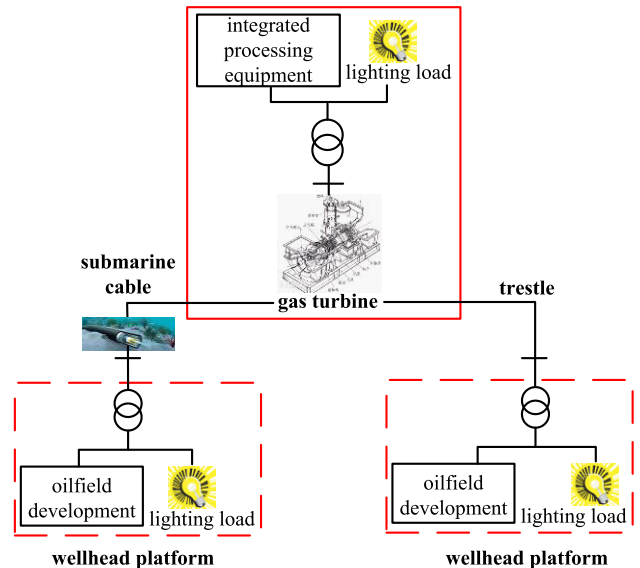 integrated
processing
equipment
lighting load
submarine
cable
gas turbine
trestle
oilfield
development
lighting load
wellhead platform
oilfield
development
lighting load
wellhead platform